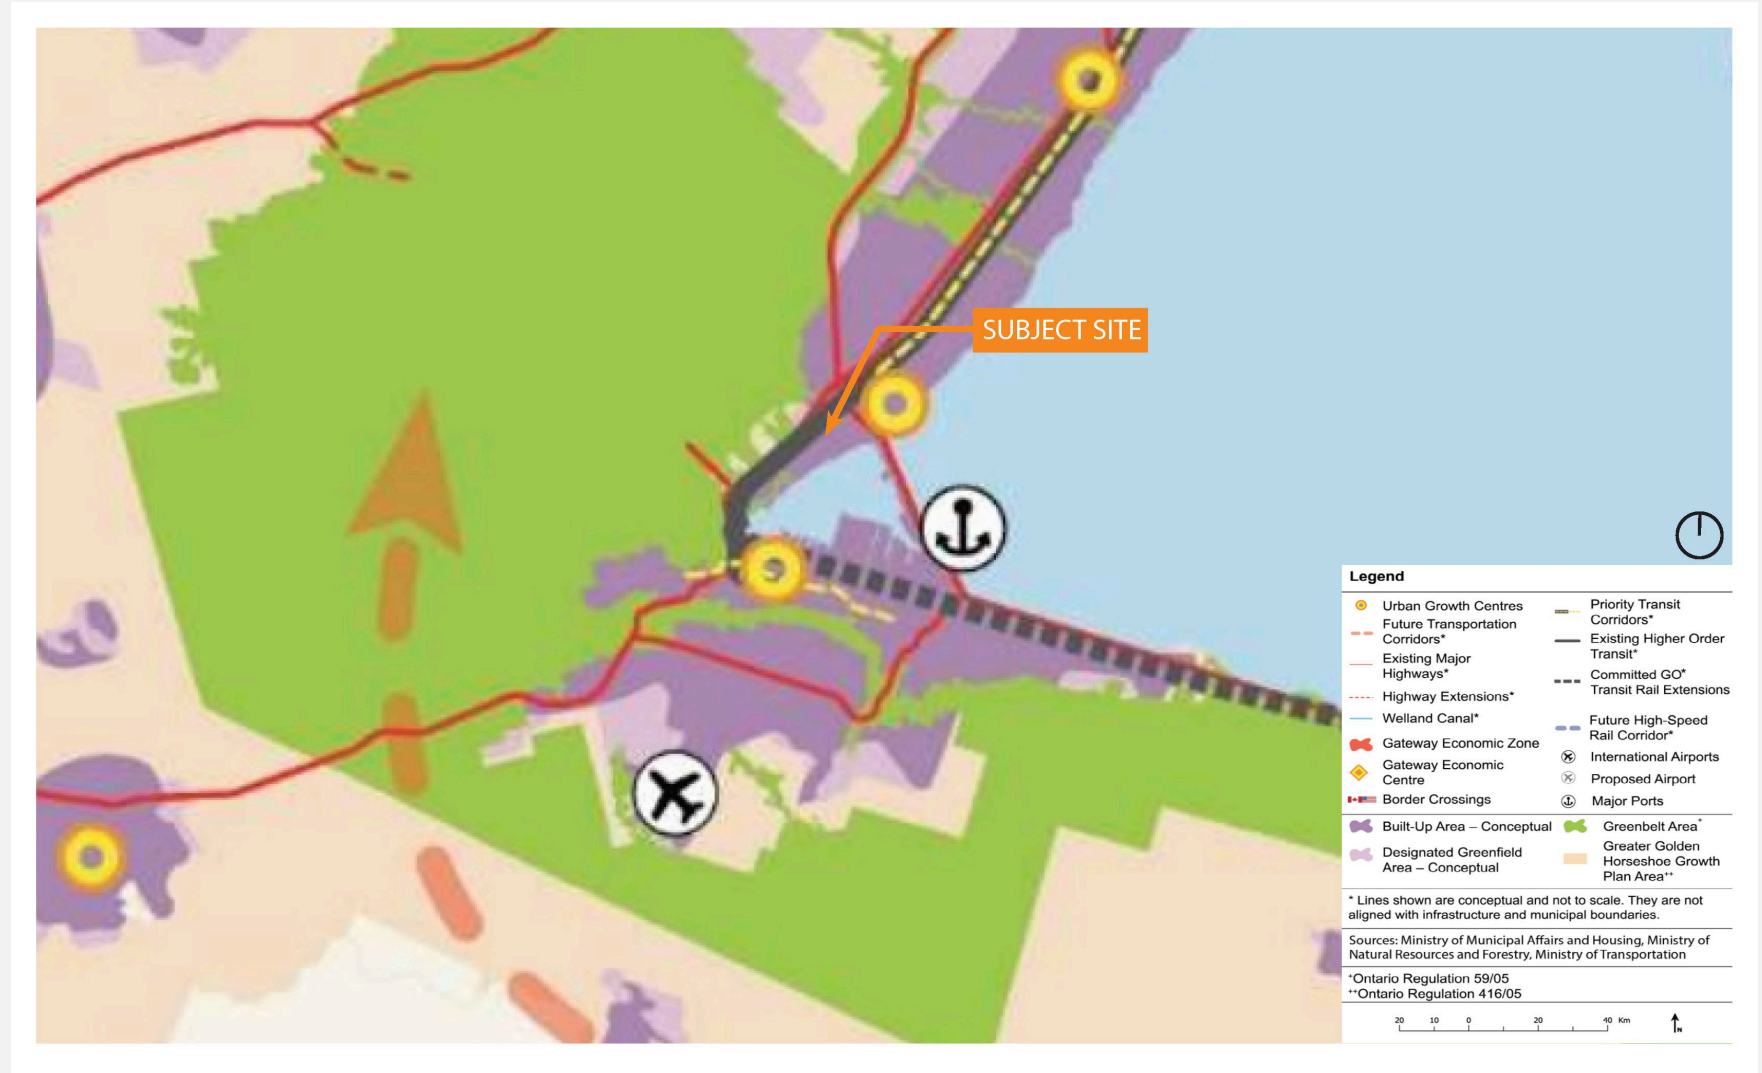 SUBJECT SITE
Legend
Urban Growth Centres
Future Transportation
Corridors*
Existing Major
Highways*
Highway Extensions*
Welland Canal*
Gateway Economic Zone
Gateway Economic
Centre
Border Crossings
Priority Transit
Corridors*
Existing Higher Order
Transit*
Committed GO*
Transit Rail Extensions
Future High-Speed
Rail Corridor*
International Airports
Proposed Airport
Major Ports
Built-Up Area – Conceptual
Designated Greenfield
Area – Conceptual
Greenbelt Area+
Greater Golden
Horseshoe Growth
Plan Area++
* Lines shown are conceptual and not to scale. They are not
aligned with infrastructure and municipal boundaries.
Sources: Ministry of Municipal Affairs and Housing, Ministry of
Natural Resources and Forestry, Ministry of Transportation
+Ontario Regulation 59/05
++Ontario Regulation 416/05
20 10 0 20 40 Km
N